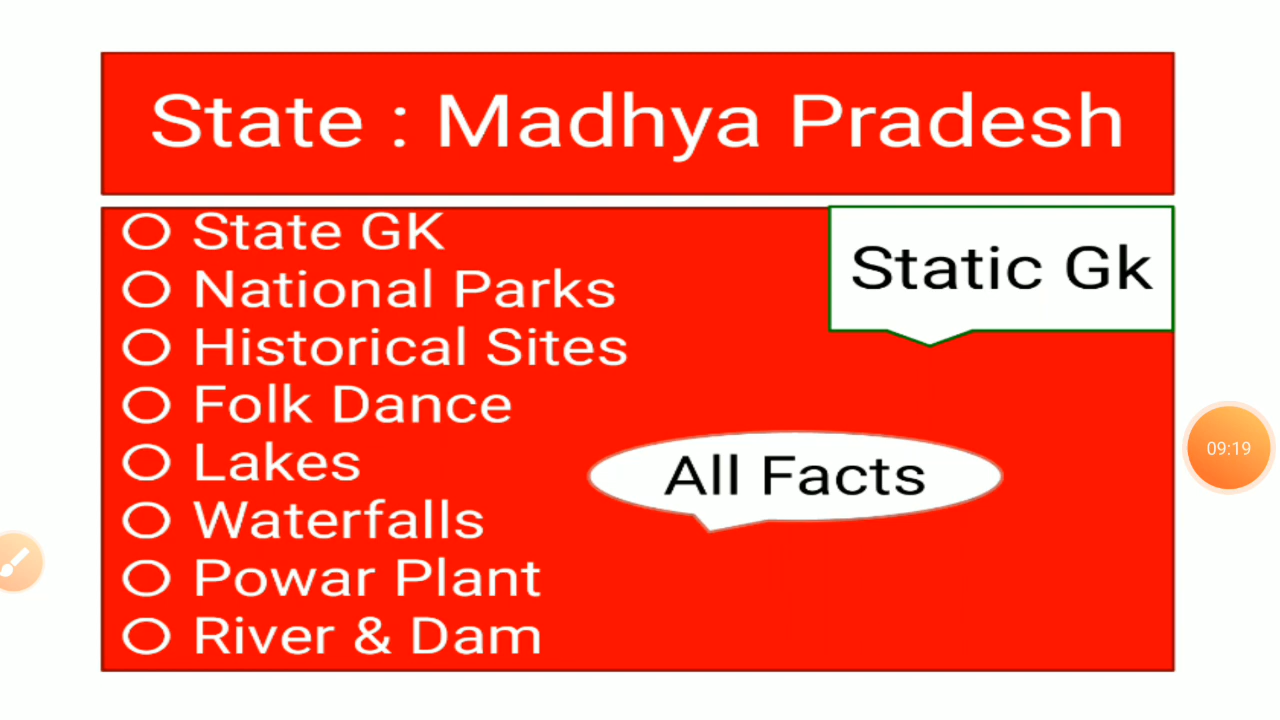 State : Madhya Pradesh
State GK
National Parks
Historical Sites
Folk Dance
Lakes
Waterfalls
Powar Plant
River & Dam
Static Gk
All Facts
09:19